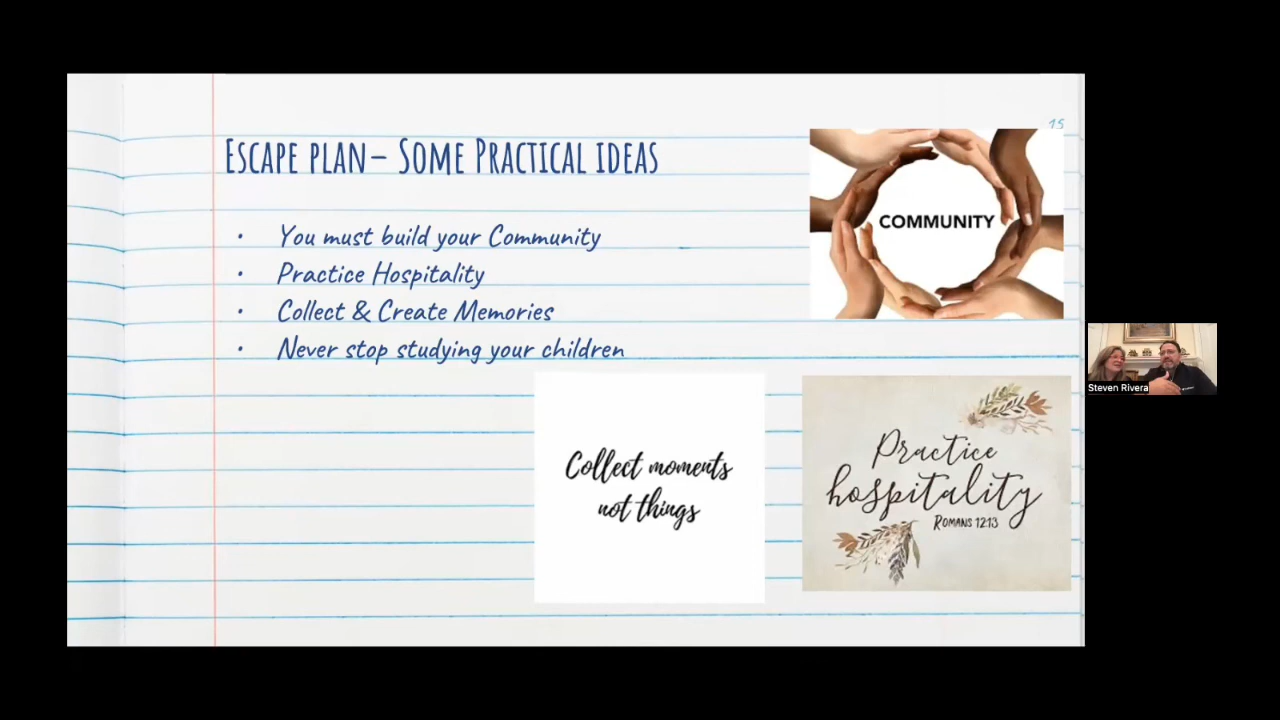 15
Escape plan– Some Practical ideas
• You must build your Community
• Practice Hospitality
• Collect & Create Memories
• Never stop studying your children
COMMUNITY
Collect moments
not things
Practice
hospitality
Romans 12:13
Steven Rivera